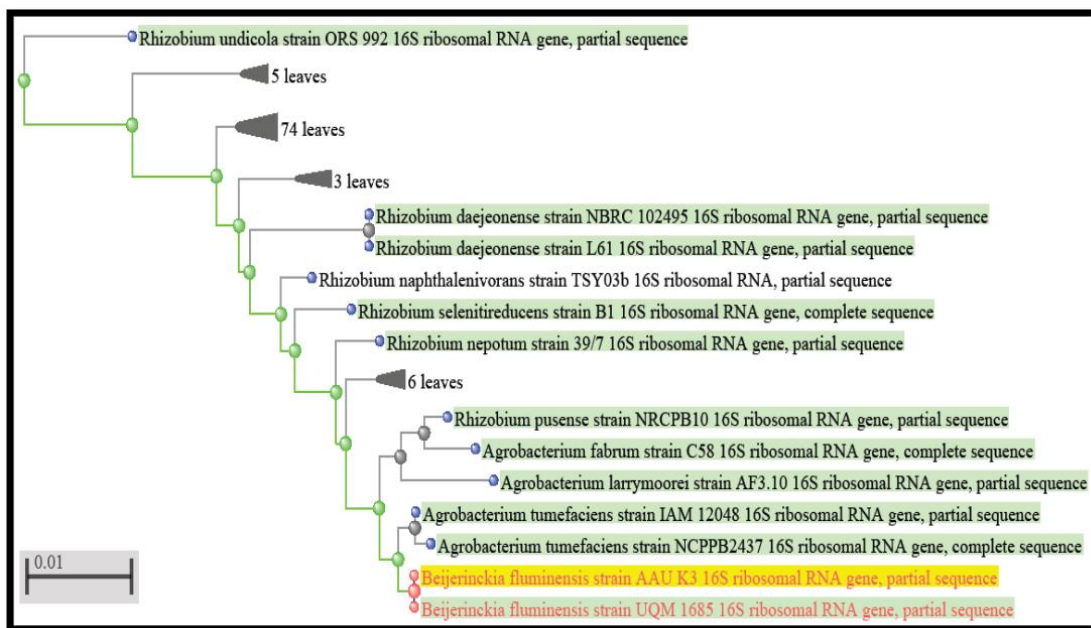 Rhizobium undicola strain ORS 992 16S ribosomal RNA gene, partial sequence
5 leaves
74 leaves
3 leaves
Rhizobium daejeonense strain NBRC 102495 16S ribosomal RNA gene, partial sequence
Rhizobium daejeonense strain L61 16S ribosomal RNA gene, partial sequence
Rhizobium naphthalenivorans strain TSY03b 16S ribosomal RNA, partial sequence
Rhizobium selenitireducens strain B1 16S ribosomal RNA gene, complete sequence
Rhizobium nepotum strain 39/7 16S ribosomal RNA gene, partial sequence
6 leaves
Rhizobium pusense strain NRCPB10 16S ribosomal RNA gene, partial sequence
Agrobacterium fabrum strain C58 16S ribosomal RNA gene, complete sequence
Agrobacterium larrymoorei strain AF3.10 16S ribosomal RNA gene, partial sequence
Agrobacterium tumefaciens strain IAM 12048 16S ribosomal RNA gene, partial sequence
Agrobacterium tumefaciens strain NCPPB2437 16S ribosomal RNA gene, complete sequence
0.01
Beijerinckia fluminensis strain AAU K3 16S ribosomal RNA gene, partial sequence
Beijerinckia fluminensis strain UQM 1685 16S ribosomal RNA gene, partial sequence